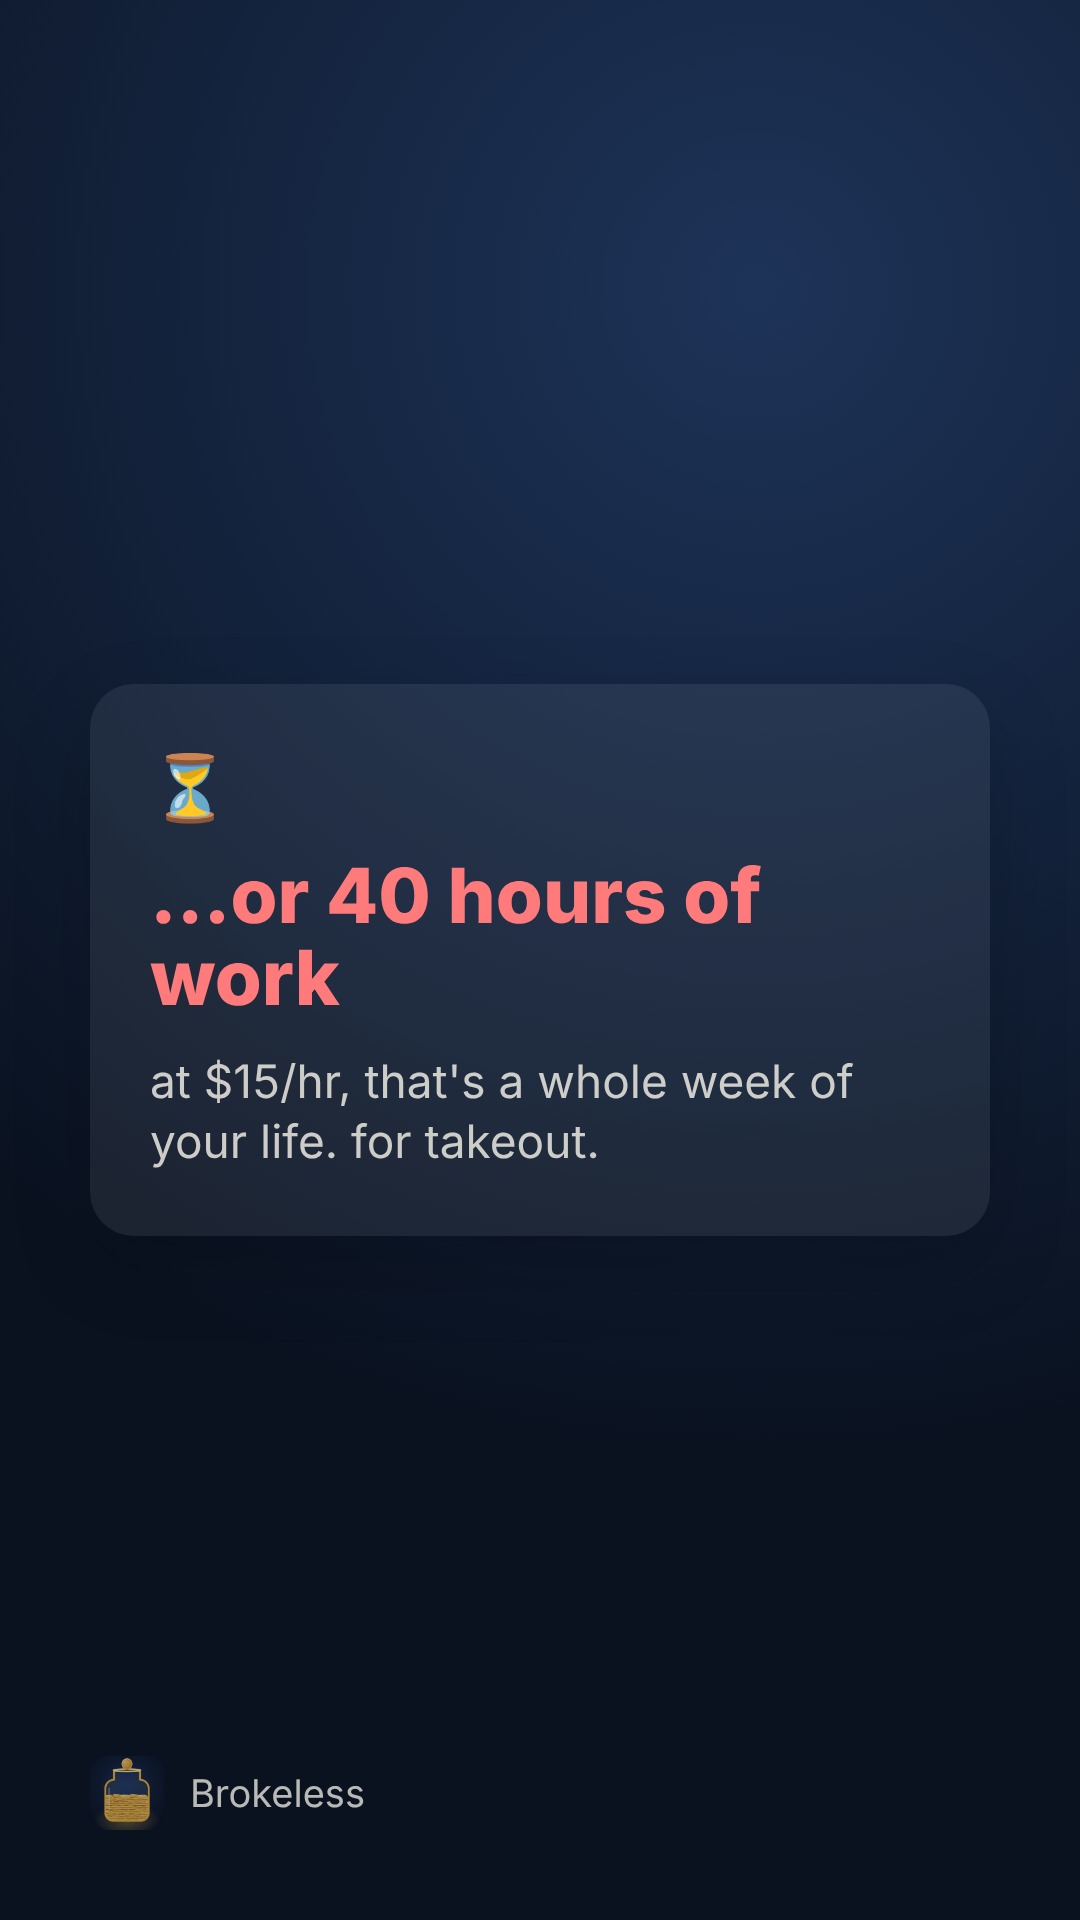 ...or 40 hours of
work
at $15/hr, that's a whole week of
your life. for takeout.
Brokeless